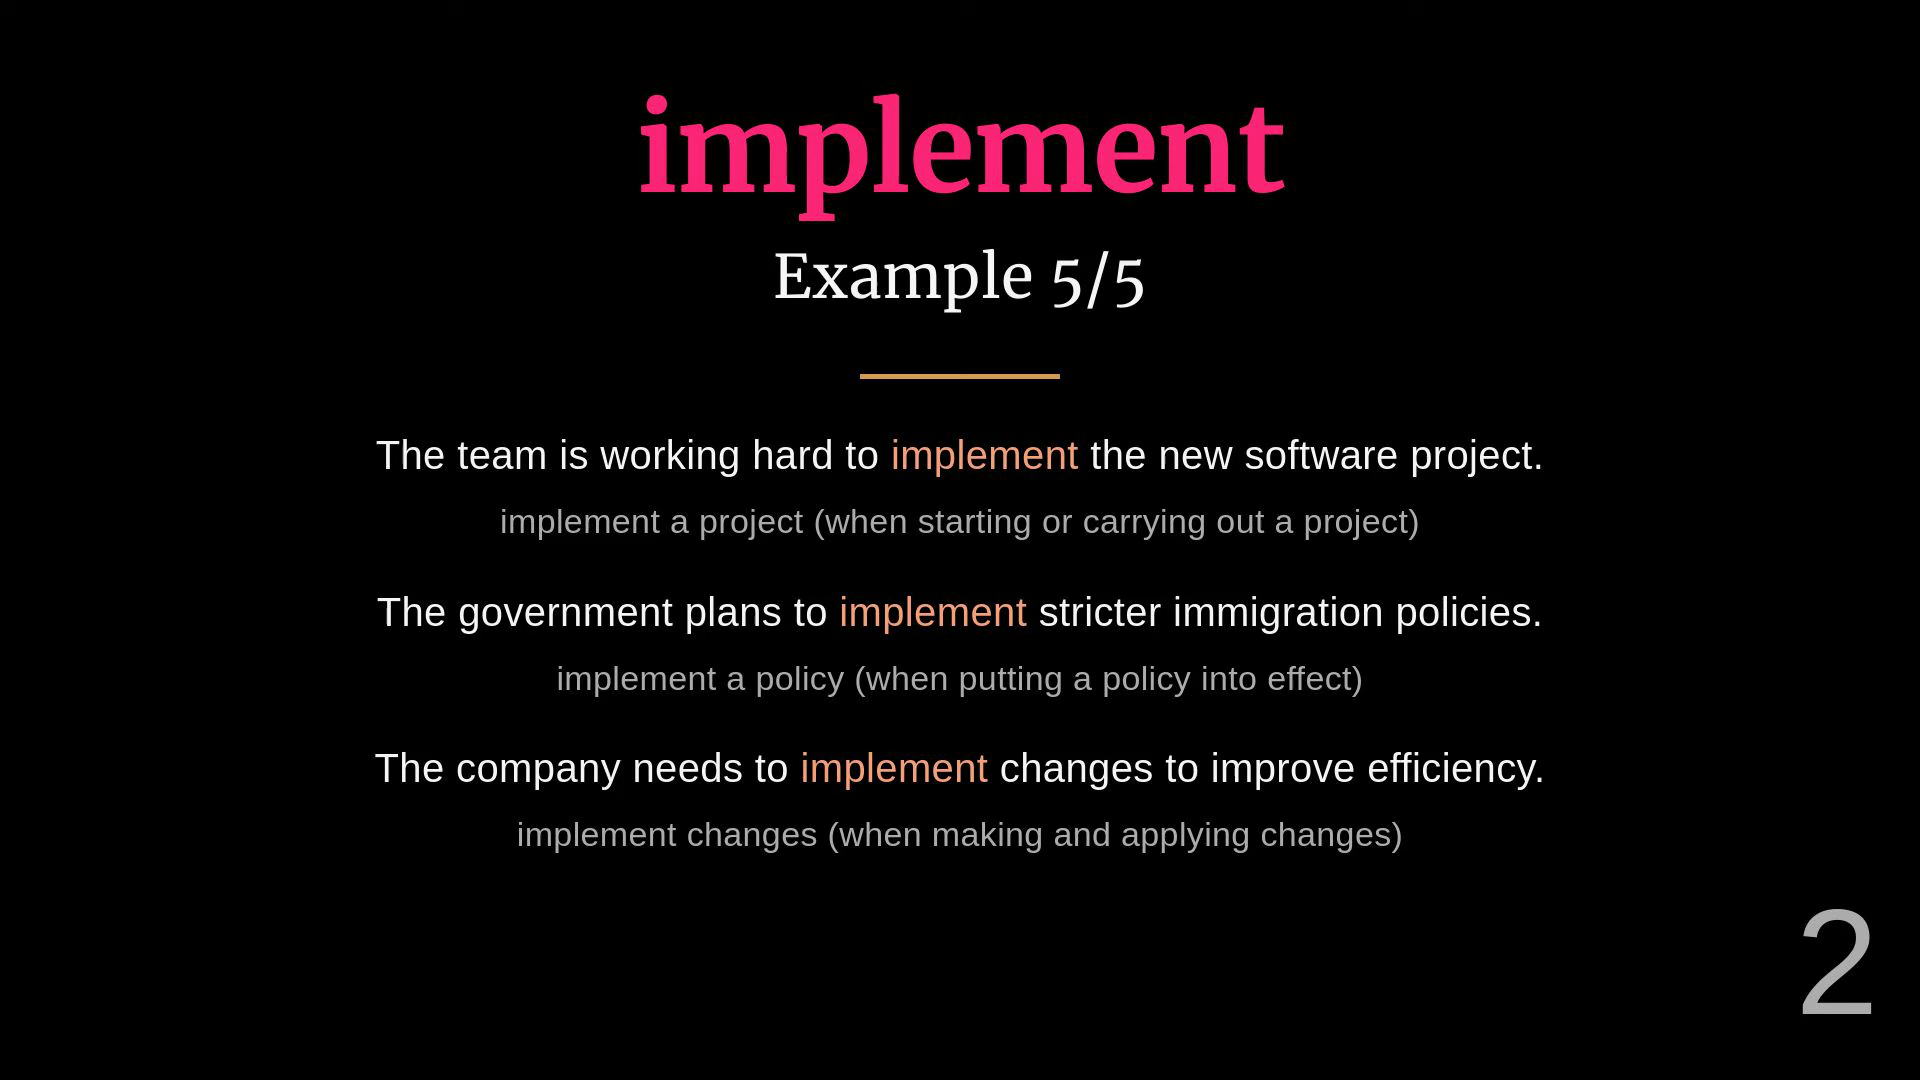 implement
Example 5/5
The team is working hard to implement the new software project.
implement a project (when starting or carrying out a project)
The government plans to implement stricter immigration policies.
implement a policy (when putting a policy into effect)
The company needs to implement changes to improve efficiency.
implement changes (when making and applying changes)
2